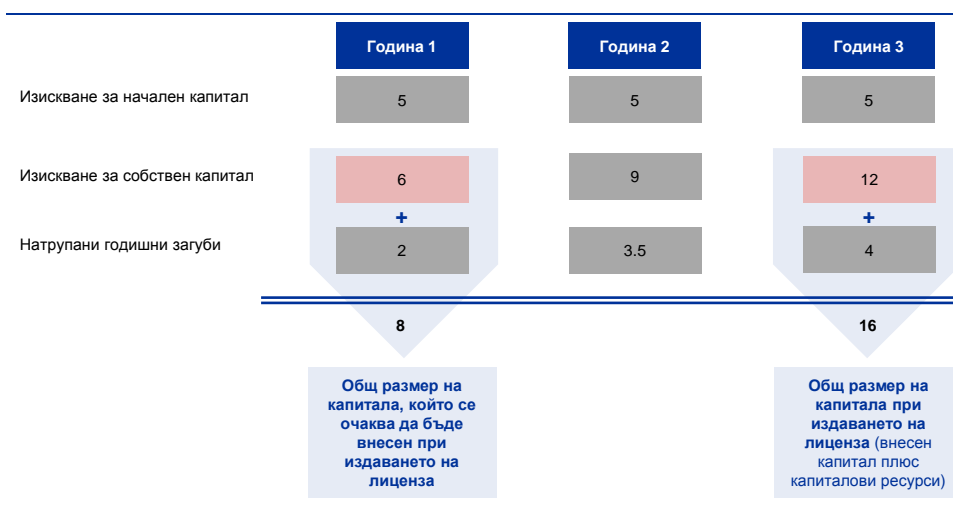 Година 1 Година 2 Година 3
Изискване за начален капитал 5 5 5
Изискване за собствен капитал 6 9 12
+ +
Натрупани годишни загуби 2 3.5 4
8 16
Общ размер на
капитала, който се
очаква да бъде
внесен при
издаването на
лиценза
Общ размер на
капитала при
издаването на
лиценза (внесен
капитал плюс
капиталови ресурси)